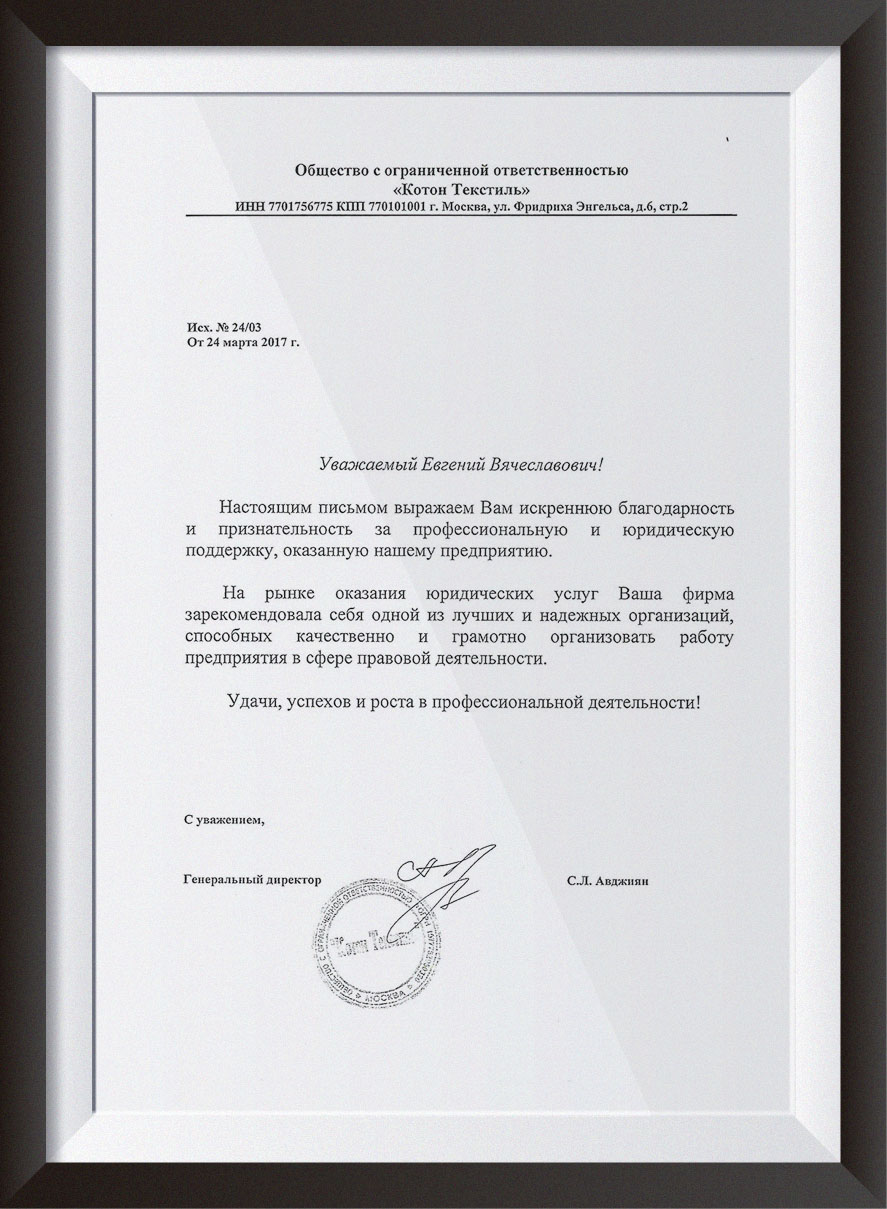 Общество с ограниченной ответственностью
«Котон Текстиль»
ИНН 7701756775 КПП 770101001 г. Москва, ул. Фридриха Энгельса, д.6, стр.2
Исх. № 24/03
От 24 марта 2017 г.
Уважаемый Евгений Вячеславович!
Настоящим письмом выражаем Вам искреннюю благодарность
и признательность за профессиональную и юридическую
поддержку, оказанную нашему предприятию.
На рынке оказания юридических услуг Ваша фирма
зарекомендовала себя одной из лучших и надежных организаций,
способных качественно и грамотно организовать работу
предприятия в сфере правовой деятельности.
Удачи, успехов и роста в профессиональной деятельности!
С уважением,
Генеральный директор
С.Л. Авджиян
ОБЩЕСТВО С ОГРАНИЧЕННОЙ ОТВЕТСТВЕННОСТЬЮ
МОСКВА